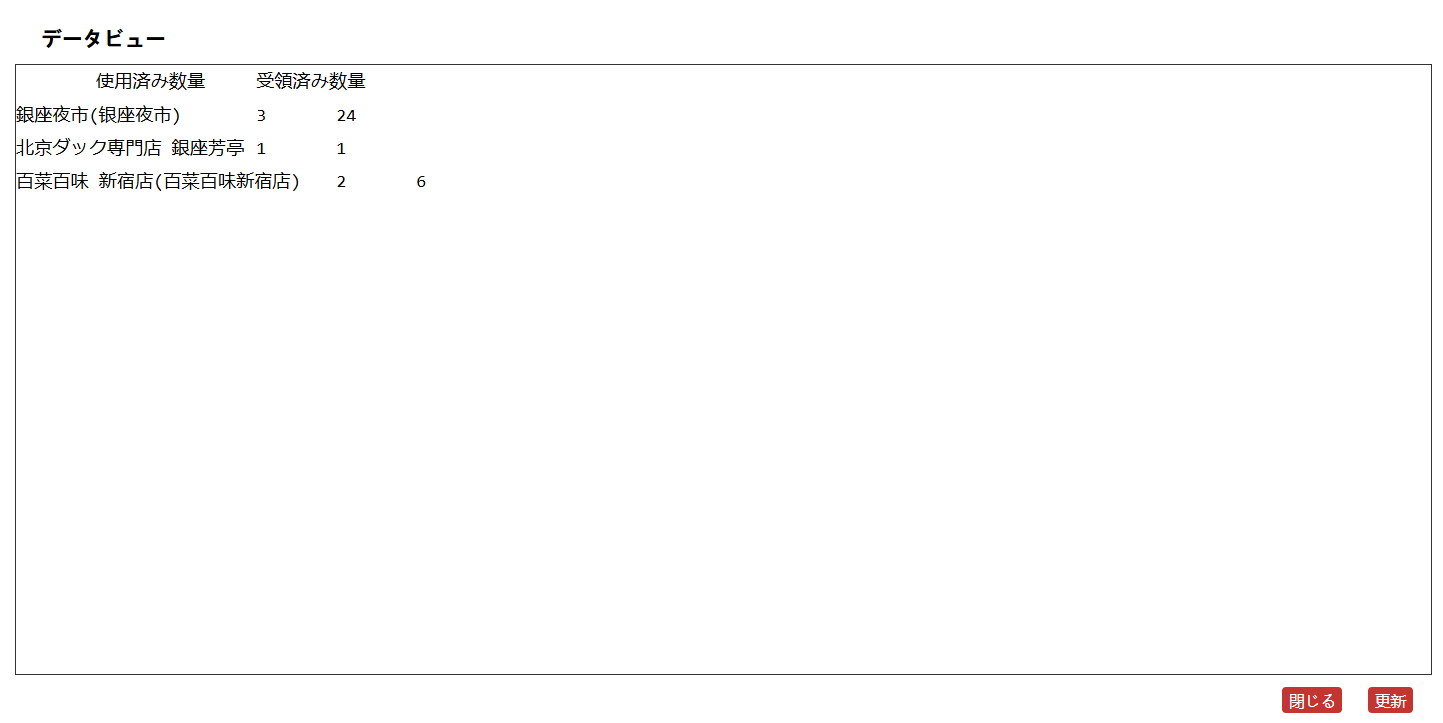 データビュー
使用済み数量 受領済み数量
銀座夜市(银座夜市) 3 24
北京ダック専門店 銀座芳亭 1 1
百菜百味 新宿店(百菜百味新宿店) 2 6
閉じる 更新